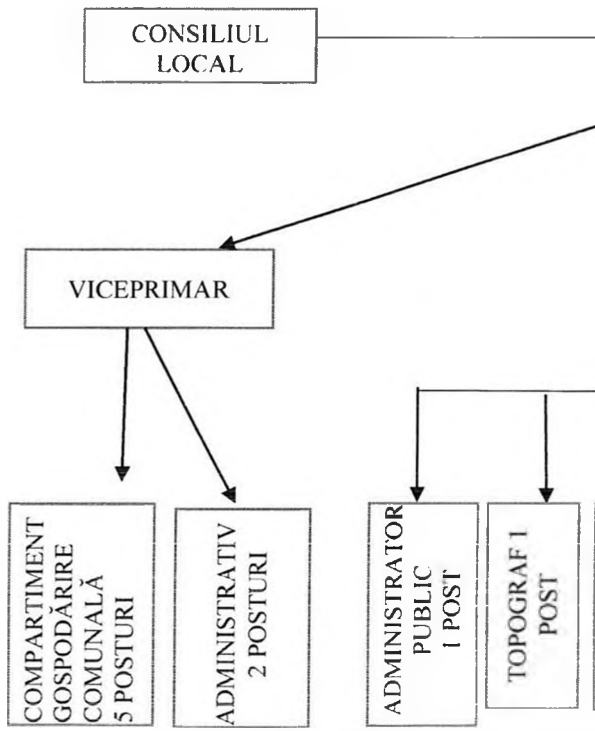 CONSILIUL
LOCAL
VICEPRIMAR
COMPARTIMENT
GOSPODĂRIRE
COMUNALĂ
5 POSTURI
ADMINISTRATIV
2 POSTURI
ADMINISTRATOR
PUBLIC
1 POST
TOPOGRAF 1
POST